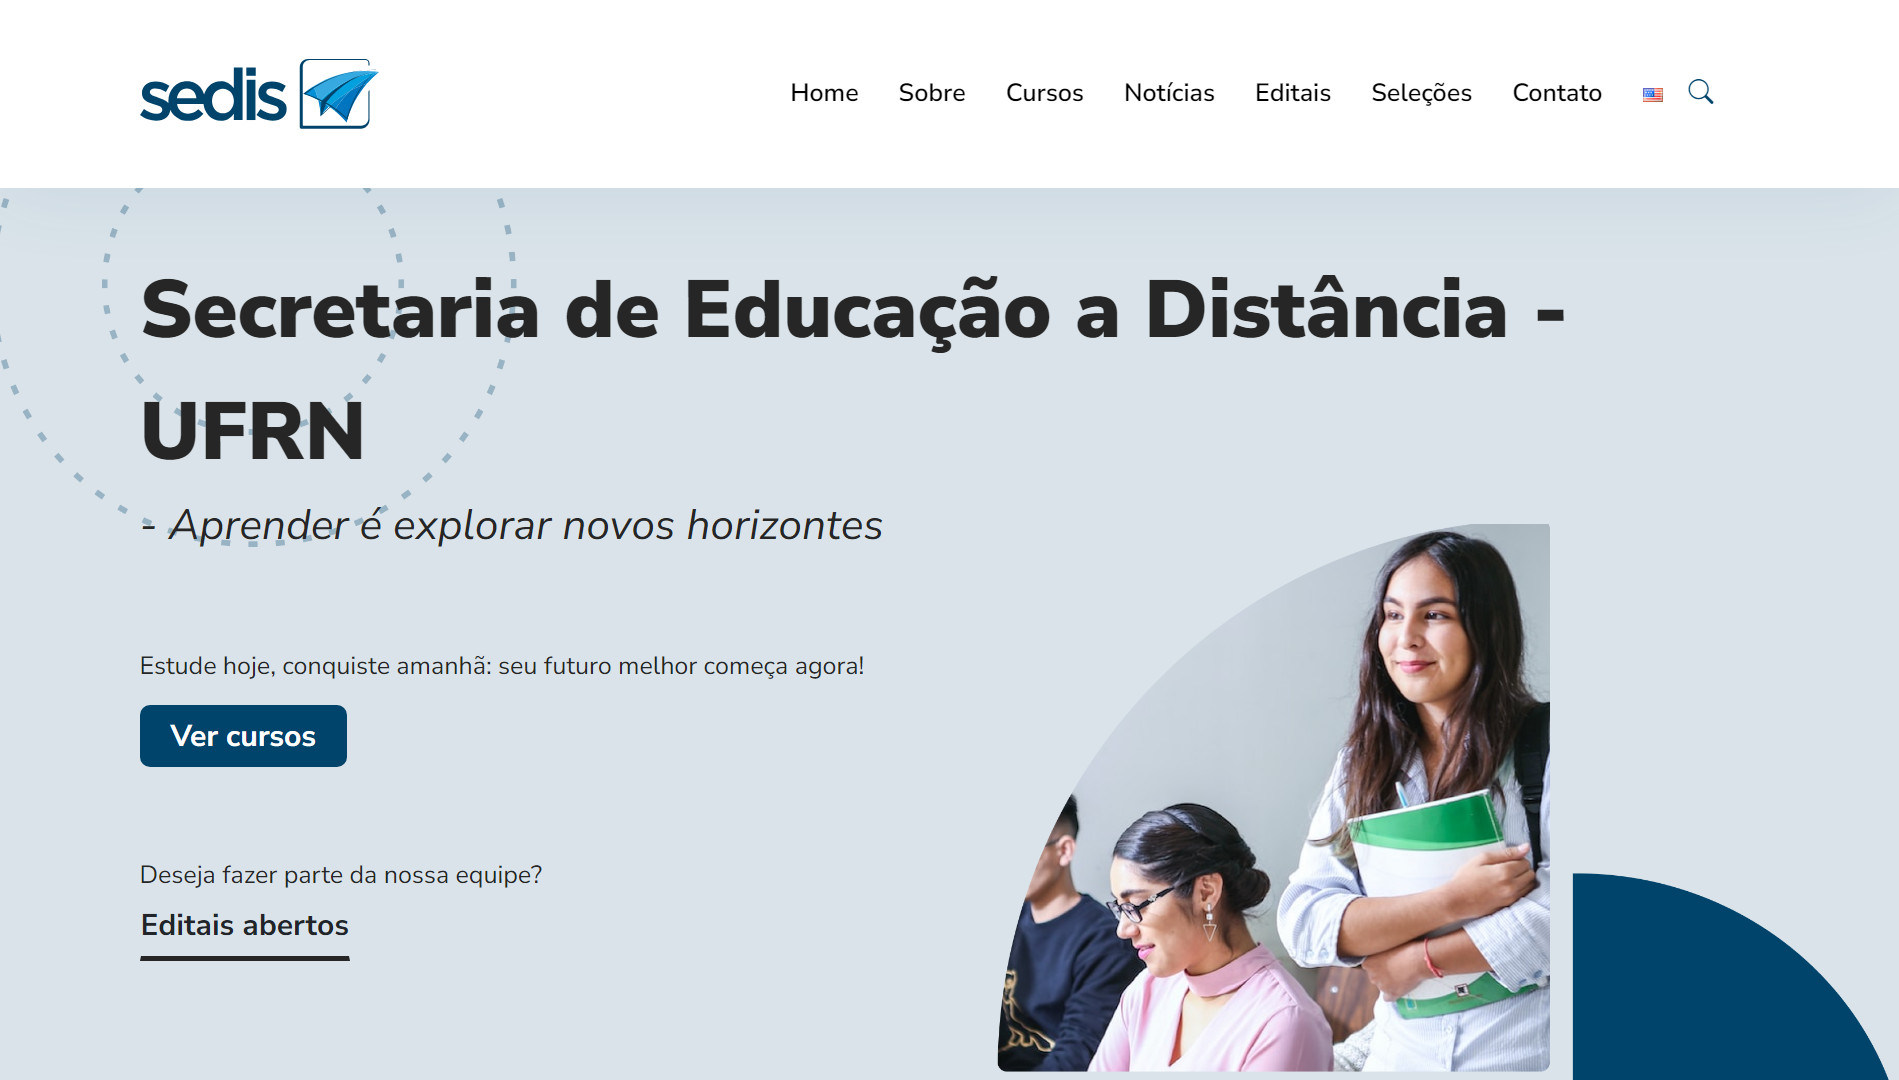 sedis
Home Sobre Cursos Notícias Editais Seleções Contato
Secretaria de Educação a Distância -
UFRN
- Aprender é explorar novos horizontes
Estude hoje, conquiste amanhã: seu futuro melhor começa agora!
Ver cursos
Deseja fazer parte da nossa equipe?
Editais abertos